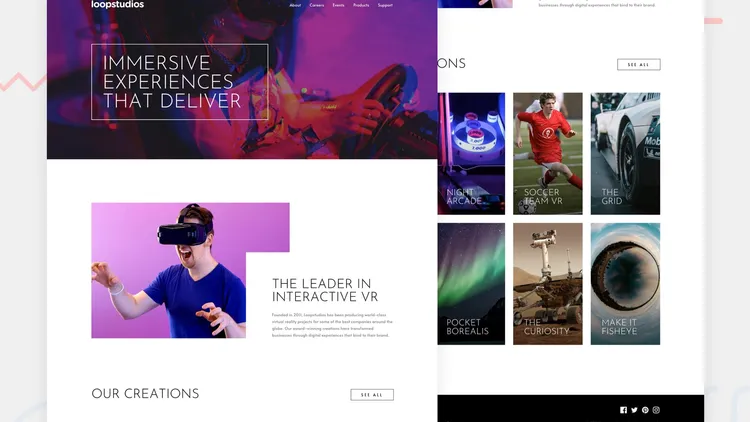 loopstudios
About Careers Events Products Support
IMMERSIVE
EXPERIENCES
THAT DELIVER
THE LEADER IN
INTERACTIVE VR
Founded in 2011, Loopstudios has been producing world-class
virtual reality projects for some of the best companies around the
globe. Our award-winning creations have transformed
businesses through digital experiences that bind to their brand.
OUR CREATIONS
SEE ALL
businesses through digital experiences that bind to their brand.
IONS
SEE ALL
NIGHT
ARCADE
SOCCER
TEAM VR
THE
GRID
POCKET
BOREALIS
THE
CURIOSITY
MAKE IT
FISHEYE